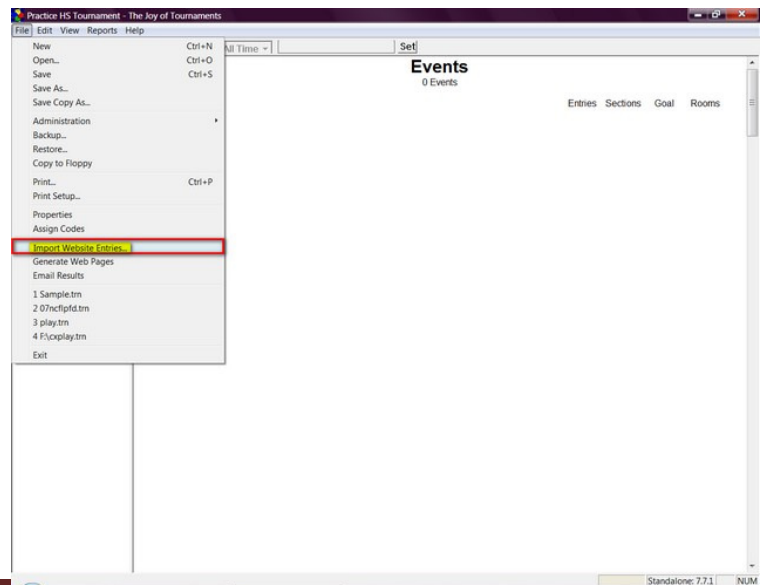 Practice HS Tournament - The Joy of Tournaments
File Edit View Reports Help
All Time Set
New Ctrl+N
Open... Ctrl+O
Save Ctrl+S
Save As...
Save Copy As...
Administration
Backup...
Restore...
Copy to Floppy
Print... Ctrl+P
Print Setup...
Properties
Assign Codes
Import Website Entries...
Generate Web Pages
Email Results
1 Sample.trn
2 07ncflpfd.trn
3 play.trn
4 F:\cxplay.trn
Exit
Events
0 Events
Entries Sections Goal Rooms
Standalone: 7.7.1 NUM